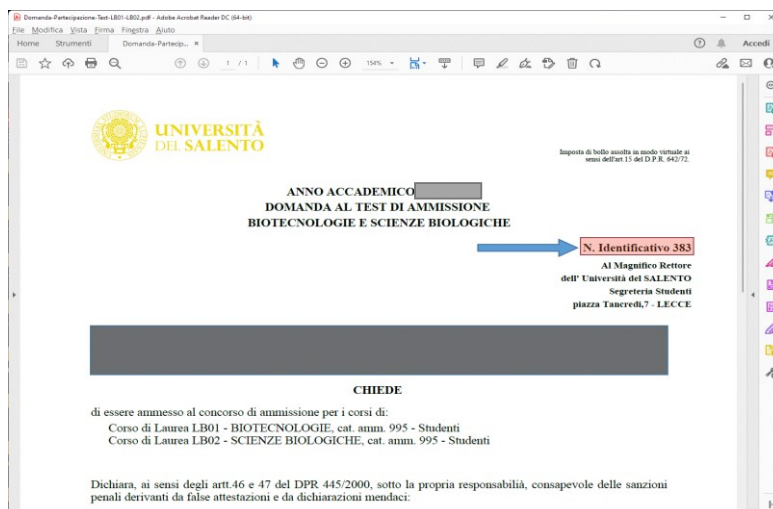 Domanda-Partecipazione-Test-LB01-LB02.pdf - Adobe Acrobat Reader DC (64-bit)
File Modifica Vista Firma Finestra Aiuto
Home Strumenti Domanda-Partecip... × Accedi
1 / 1 154%
UNIVERSITÀ
DEL SALENTO
Imposta di bollo assolta in modo virtuale ai
sensi dell'art.15 del D.P.R. 642/72.
ANNO ACCADEMICO
DOMANDA AL TEST DI AMMISSIONE
BIOTECNOLOGIE E SCIENZE BIOLOGICHE
N. Identificativo 383
Al Magnifico Rettore
dell' Università del SALENTO
Segreteria Studenti
piazza Tancredi,7 - LECCE
CHIEDE
di essere ammesso al concorso di ammissione per i corsi di:
Corso di Laurea LB01 - BIOTECNOLOGIE, cat. amm. 995 - Studenti
Corso di Laurea LB02 - SCIENZE BIOLOGICHE, cat. amm. 995 - Studenti
Dichiara, ai sensi degli artt.46 e 47 del DPR 445/2000, sotto la propria responsabilià, consapevole delle sanzioni
penali derivanti da false attestazioni e da dichiarazioni mendaci: